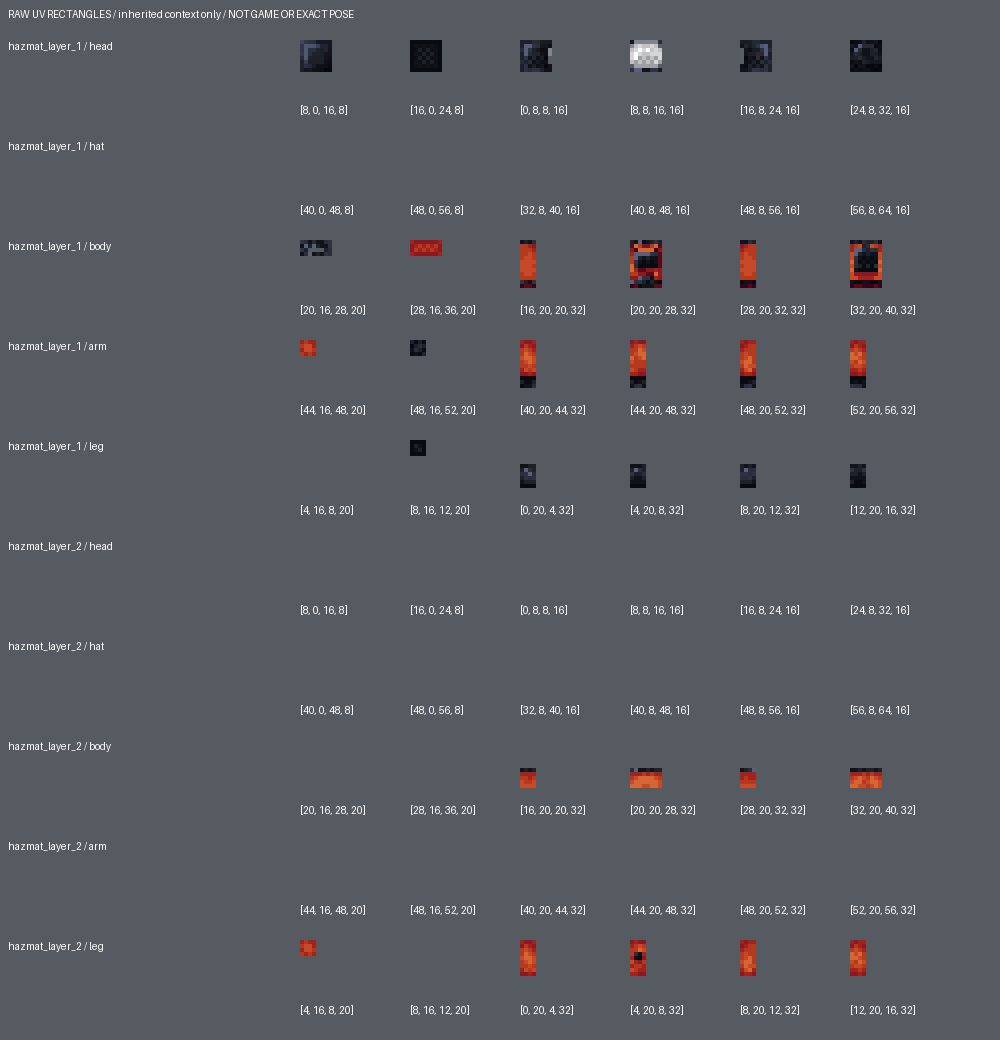 RAW UV RECTANGLES / inherited context only / NOT GAME OR EXACT POSE
hazmat_layer_1 / head
[8, 0, 16, 8] [16, 0, 24, 8] [0, 8, 8, 16] [8, 8, 16, 16] [16, 8, 24, 16] [24, 8, 32, 16]
hazmat_layer_1 / hat
[40, 0, 48, 8] [48, 0, 56, 8] [32, 8, 40, 16] [40, 8, 48, 16] [48, 8, 56, 16] [56, 8, 64, 16]
hazmat_layer_1 / body
[20, 16, 28, 20] [28, 16, 36, 20] [16, 20, 20, 32] [20, 20, 28, 32] [28, 20, 32, 32] [32, 20, 40, 32]
hazmat_layer_1 / arm
[44, 16, 48, 20] [48, 16, 52, 20] [40, 20, 44, 32] [44, 20, 48, 32] [48, 20, 52, 32] [52, 20, 56, 32]
hazmat_layer_1 / leg
[4, 16, 8, 20] [8, 16, 12, 20] [0, 20, 4, 32] [4, 20, 8, 32] [8, 20, 12, 32] [12, 20, 16, 32]
hazmat_layer_2 / head
[8, 0, 16, 8] [16, 0, 24, 8] [0, 8, 8, 16] [8, 8, 16, 16] [16, 8, 24, 16] [24, 8, 32, 16]
hazmat_layer_2 / hat
[40, 0, 48, 8] [48, 0, 56, 8] [32, 8, 40, 16] [40, 8, 48, 16] [48, 8, 56, 16] [56, 8, 64, 16]
hazmat_layer_2 / body
[20, 16, 28, 20] [28, 16, 36, 20] [16, 20, 20, 32] [20, 20, 28, 32] [28, 20, 32, 32] [32, 20, 40, 32]
hazmat_layer_2 / arm
[44, 16, 48, 20] [48, 16, 52, 20] [40, 20, 44, 32] [44, 20, 48, 32] [48, 20, 52, 32] [52, 20, 56, 32]
hazmat_layer_2 / leg
[4, 16, 8, 20] [8, 16, 12, 20] [0, 20, 4, 32] [4, 20, 8, 32] [8, 20, 12, 32] [12, 20, 16, 32]